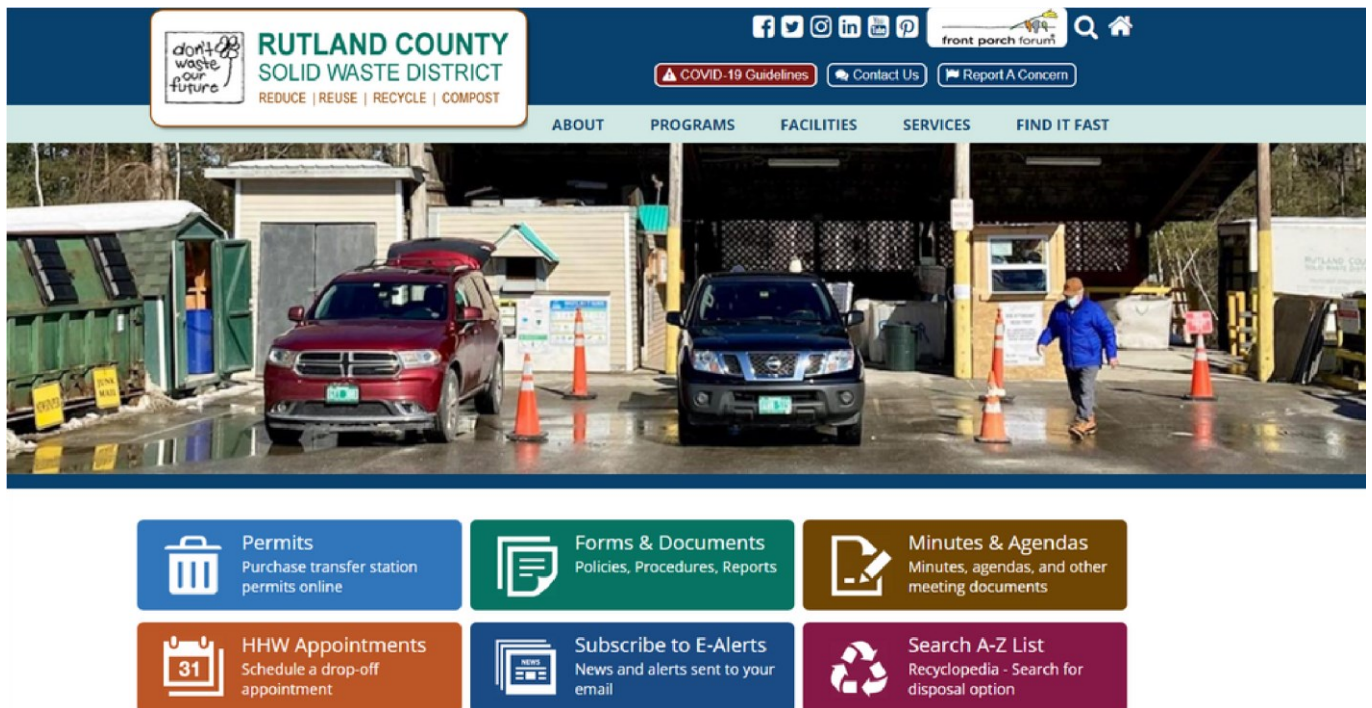 don't
waste
our
future
RUTLAND COUNTY
SOLID WASTE DISTRICT
REDUCE | REUSE | RECYCLE | COMPOST
front porch forum
COVID-19 Guidelines
Contact Us
Report A Concern
ABOUT PROGRAMS FACILITIES SERVICES FIND IT FAST
JUNK
MAIL
RUTLAND COU
SOLID WASTE DISTRICT
Permits
Purchase transfer station
permits online
Forms & Documents
Policies, Procedures, Reports
Minutes & Agendas
Minutes, agendas, and other
meeting documents
31
HHW Appointments
Schedule a drop-off
appointment
NEWS
Subscribe to E-Alerts
News and alerts sent to your
email
Search A-Z List
Recyclopedia - Search for
disposal option